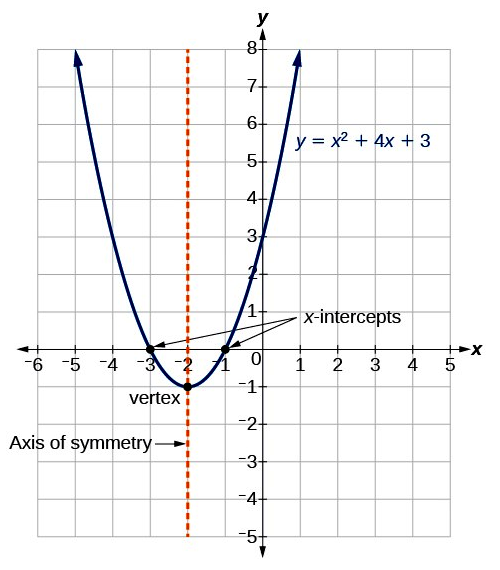 y
8
7
6
y = x² + 4x + 3
5
4
3
2
1
x-intercepts
x
−6 −5 −4 −3 −2 −1 0 1 2 3 4 5
vertex
−1
−2
Axis of symmetry
−3
−4
−5